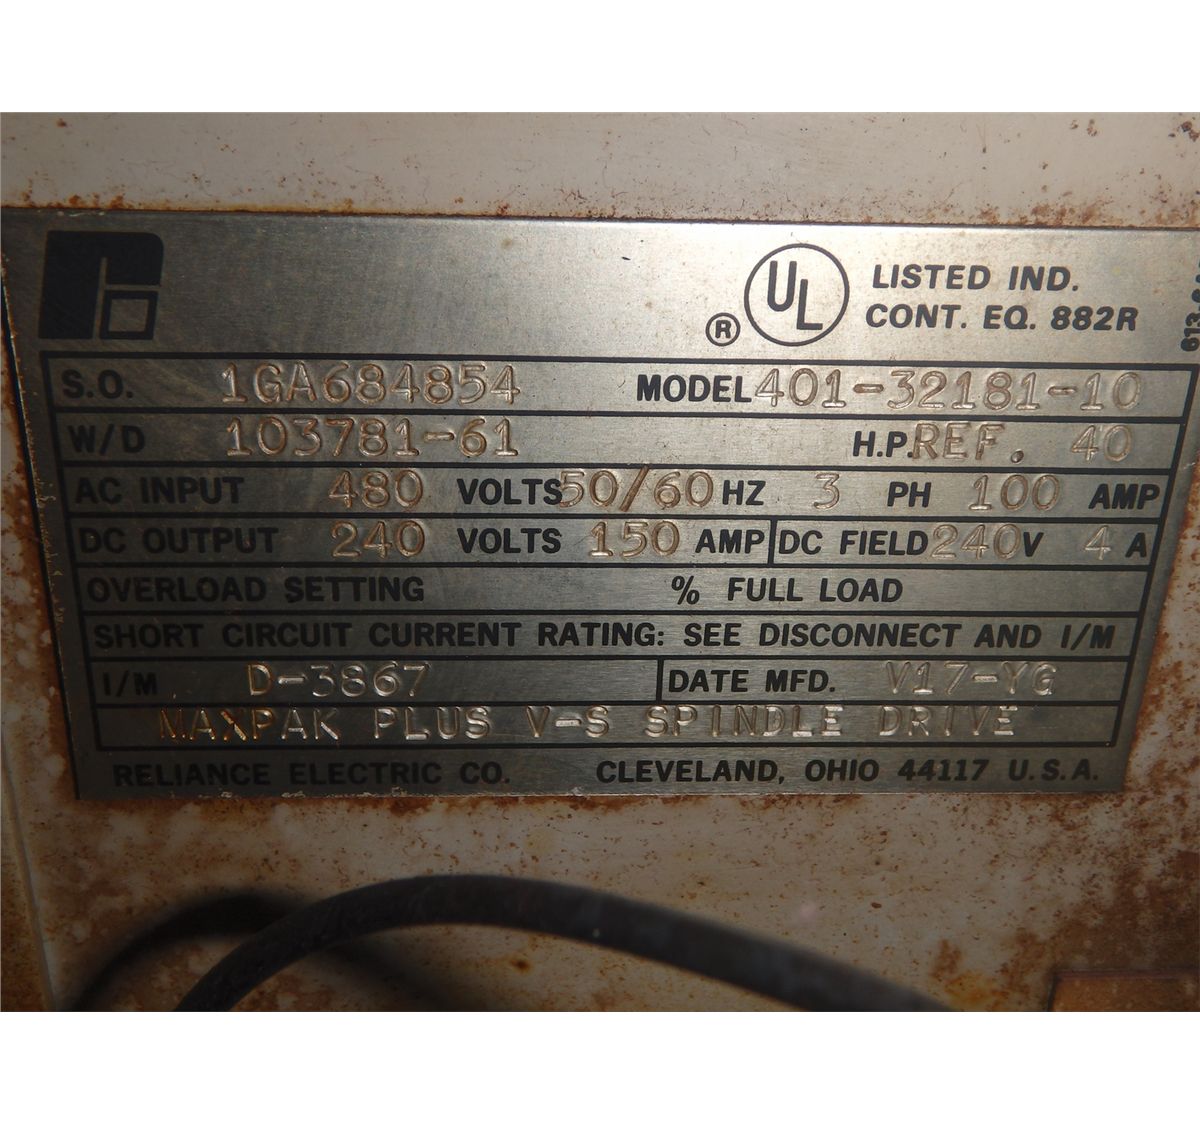 UL LISTED IND.
® CONT. EQ. 882R
S.O. 1GA684854 MODEL 401-32181-10
W/D 103781-61 H.P. REF. 40
AC INPUT 480 VOLTS 50/60 HZ 3 PH 100 AMP
DC OUTPUT 240 VOLTS 150 AMP DC FIELD 240 V 4 A
OVERLOAD SETTING % FULL LOAD
SHORT CIRCUIT CURRENT RATING: SEE DISCONNECT AND I/M
I/M D-3867 DATE MFD. V17-YG
MAXPAK PLUS V-S SPINDLE DRIVE
RELIANCE ELECTRIC CO. CLEVELAND, OHIO 44117 U.S.A.